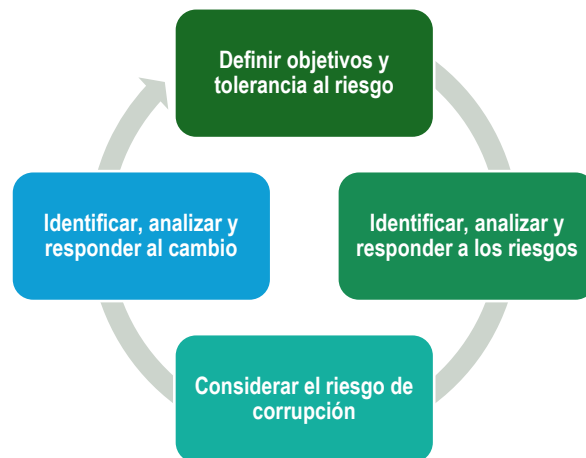 Definir objetivos y
tolerancia al riesgo
Identificar, analizar y
responder a los riesgos
Considerar el riesgo de
corrupción
Identificar, analizar y
responder al cambio